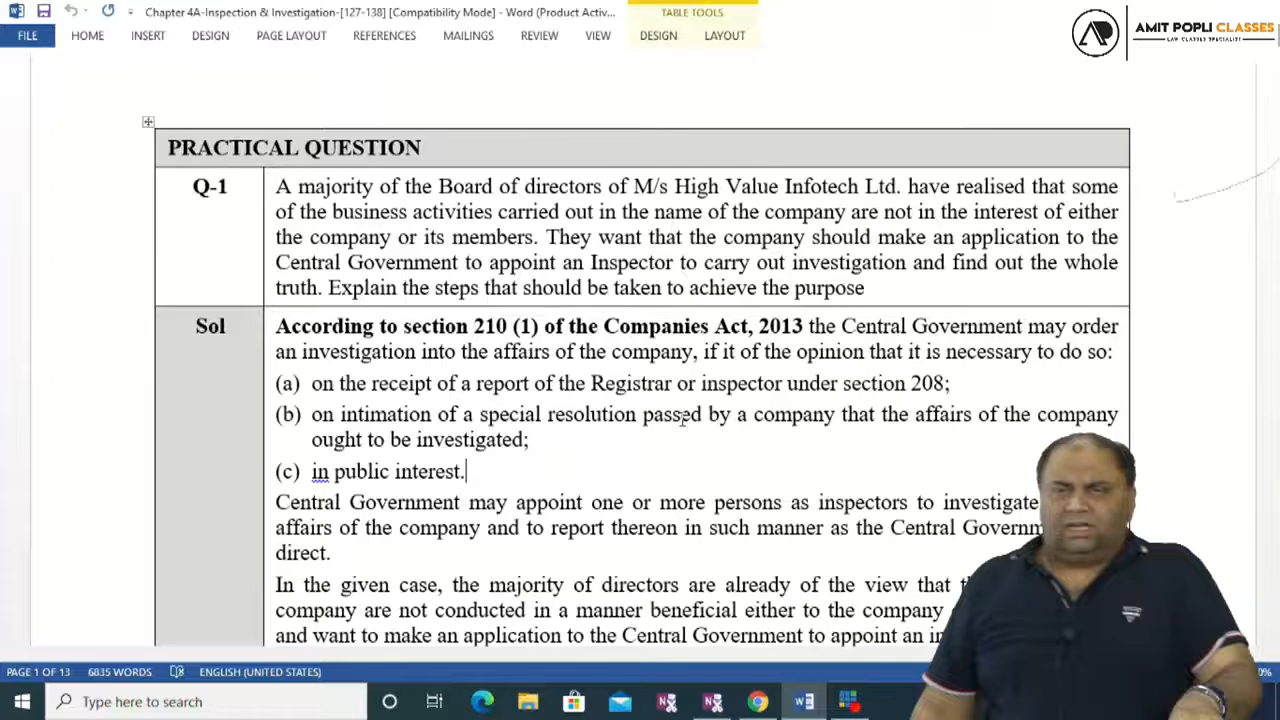 Chapter 4A-Inspection & Investigation-[127-138] [Compatibility Mode] - Word (Product Activ...
TABLE TOOLS
FILE HOME INSERT DESIGN PAGE LAYOUT REFERENCES MAILINGS REVIEW VIEW DESIGN LAYOUT
AMIT POPLI CLASSES
LAW CLASSES SPECIALITY
PRACTICAL QUESTION
Q-1 A majority of the Board of directors of M/s High Value Infotech Ltd. have realised that some
of the business activities carried out in the name of the company are not in the interest of either
the company or its members. They want that the company should make an application to the
Central Government to appoint an Inspector to carry out investigation and find out the whole
truth. Explain the steps that should be taken to achieve the purpose
Sol According to section 210 (1) of the Companies Act, 2013 the Central Government may order
an investigation into the affairs of the company, if it of the opinion that it is necessary to do so:
(a) on the receipt of a report of the Registrar or inspector under section 208;
(b) on intimation of a special resolution passed by a company that the affairs of the company
ought to be investigated;
(c) in public interest.
Central Government may appoint one or more persons as inspectors to investigate
affairs of the company and to report thereon in such manner as the Central
direct.
In the given case, the majority of directors are already of the view that
company are not conducted in a manner beneficial either to the company
and want to make an application to the Central Government to appoint an
PAGE 1 OF 13 6835 WORDS ENGLISH (UNITED STATES)
Type here to search